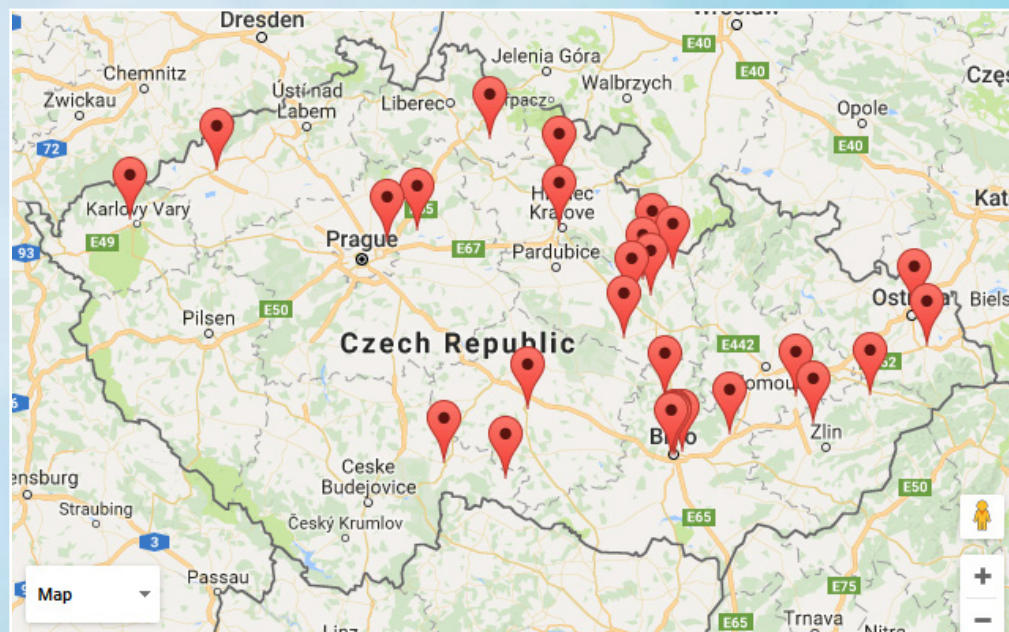 Dresden
E40
Jelenia Góra
E40
Chemnitz
Zwickau
Ústí nad
Labem
Liberec
Walbrzych
Opole
72
E40
Karlovy Vary
Kralove
93
E49
Prague
E67
Pardubice
E50
Pilsen
Czech Republic
E442
Zlin
Ceske
Budejovice
E50
Straubing
Český Krumlov
3
E65
Passau
Map
E75
E65
Trnava